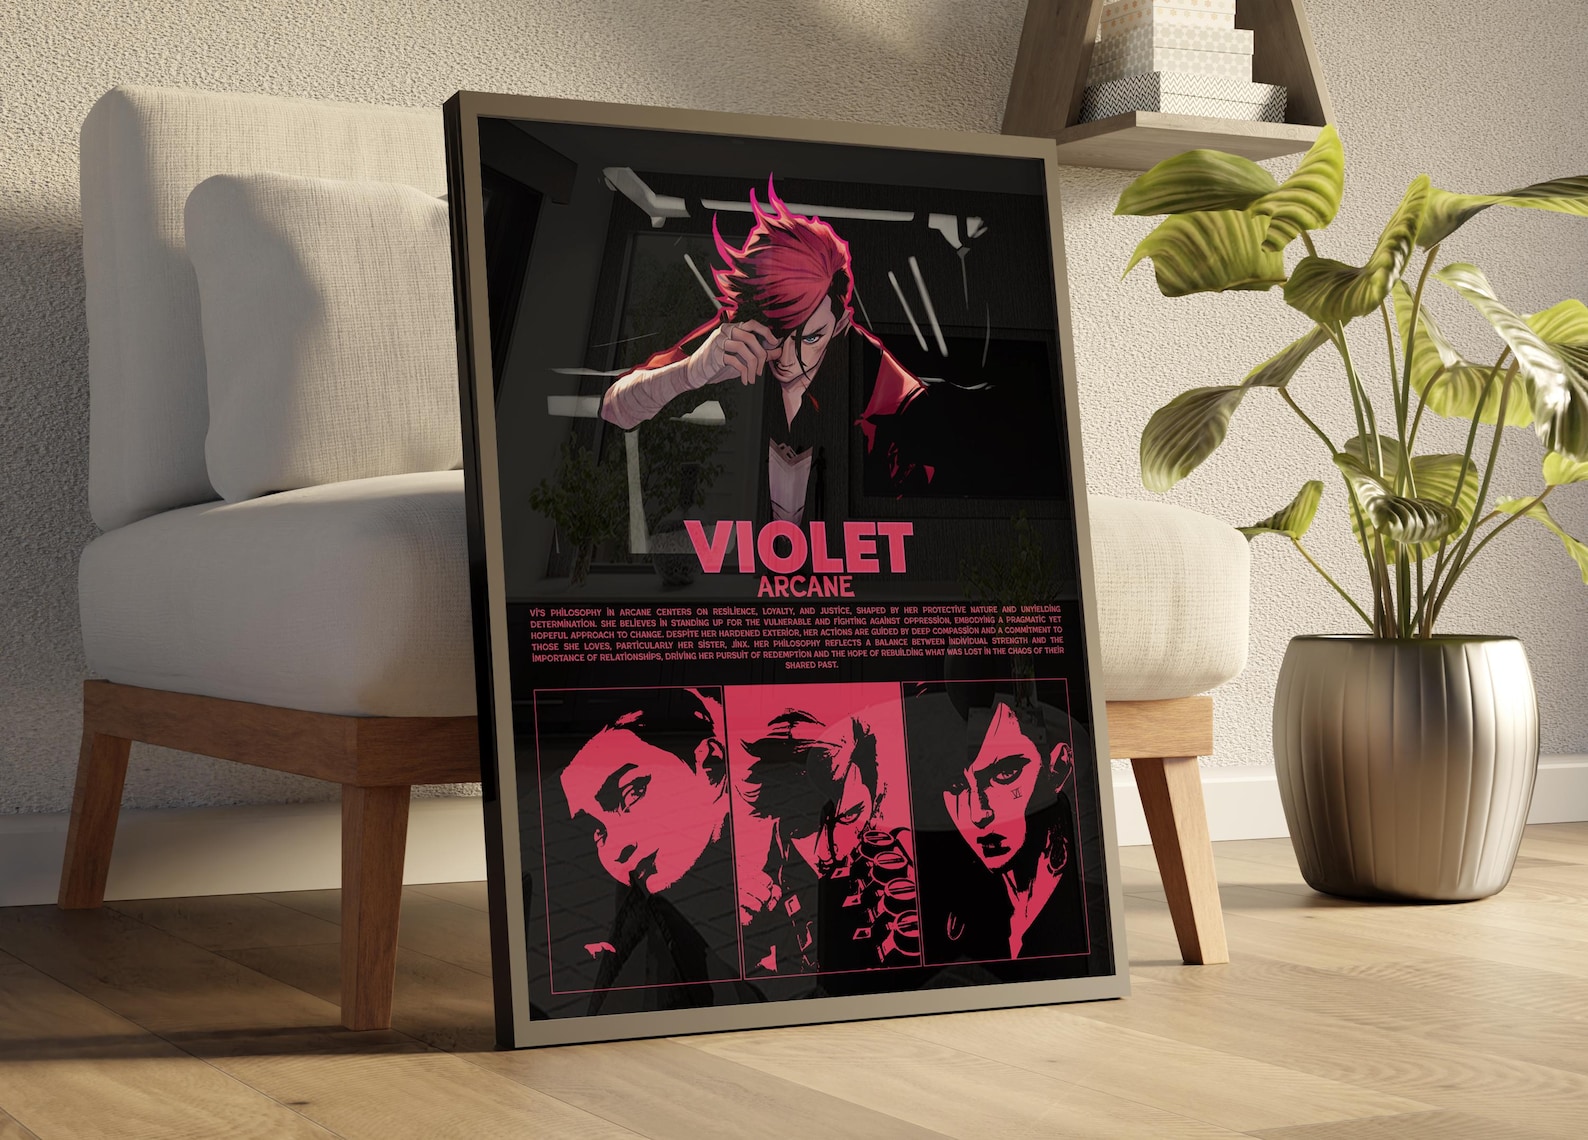 VIOLET
ARCANE
VI'S PHILOSOPHY IN ARCANE CENTERS ON RESILIENCE, LOYALTY, AND JUSTICE, SHAPED BY HER PROTECTIVE NATURE AND UNYIELDING
DETERMINATION. SHE BELIEVES IN STANDING UP FOR THE VULNERABLE AND FIGHTING AGAINST OPPRESSION, EMBODYING A PRAGMATIC YET
HOPEFUL APPROACH TO CHANGE. DESPITE HER HARDENED EXTERIOR, HER ACTIONS ARE GUIDED BY DEEP COMPASSION AND A COMMITMENT TO
THOSE SHE LOVES, PARTICULARLY HER SISTER, JINX. HER PHILOSOPHY REFLECTS A BALANCE BETWEEN INDIVIDUAL STRENGTH AND THE
IMPORTANCE OF RELATIONSHIPS, DRIVING HER PURSUIT OF REDEMPTION AND THE HOPE OF REBUILDING WHAT WAS LOST IN THE CHAOS OF THEIR
SHARED PAST.
VI